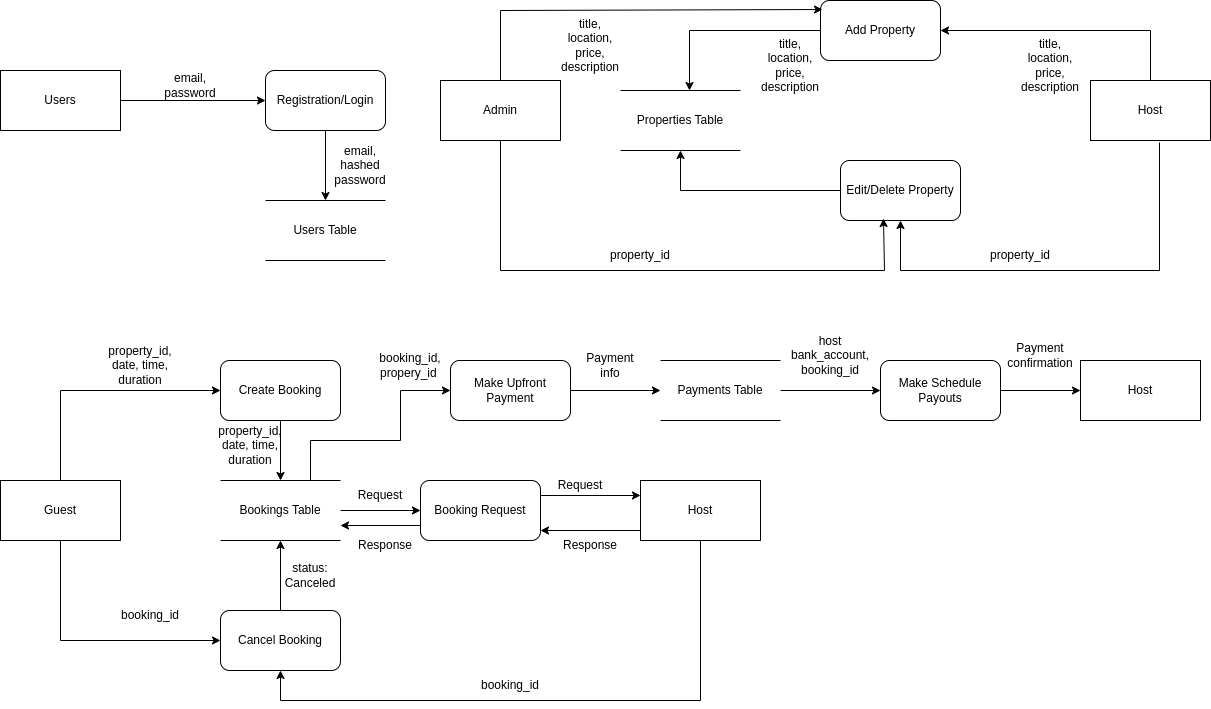 Add Property
title,
location,
price,
description
title,
location,
price,
description
title,
location,
price,
description
Users
email,
password
Registration/Login
Admin
Properties Table
Host
email,
hashed
password
Edit/Delete Property
Users Table
property_id
property_id
property_id,
date, time,
duration
Create Booking
booking_id,
propery_id
Make Upfront
Payment
Payment
info
Payments Table
host
bank_account,
booking_id
Make Schedule
Payouts
Payment
confirmation
Host
property_id,
date, time,
duration
Guest
Bookings Table
Request
Response
Booking Request
Request
Response
Host
status:
Canceled
booking_id
Cancel Booking
booking_id